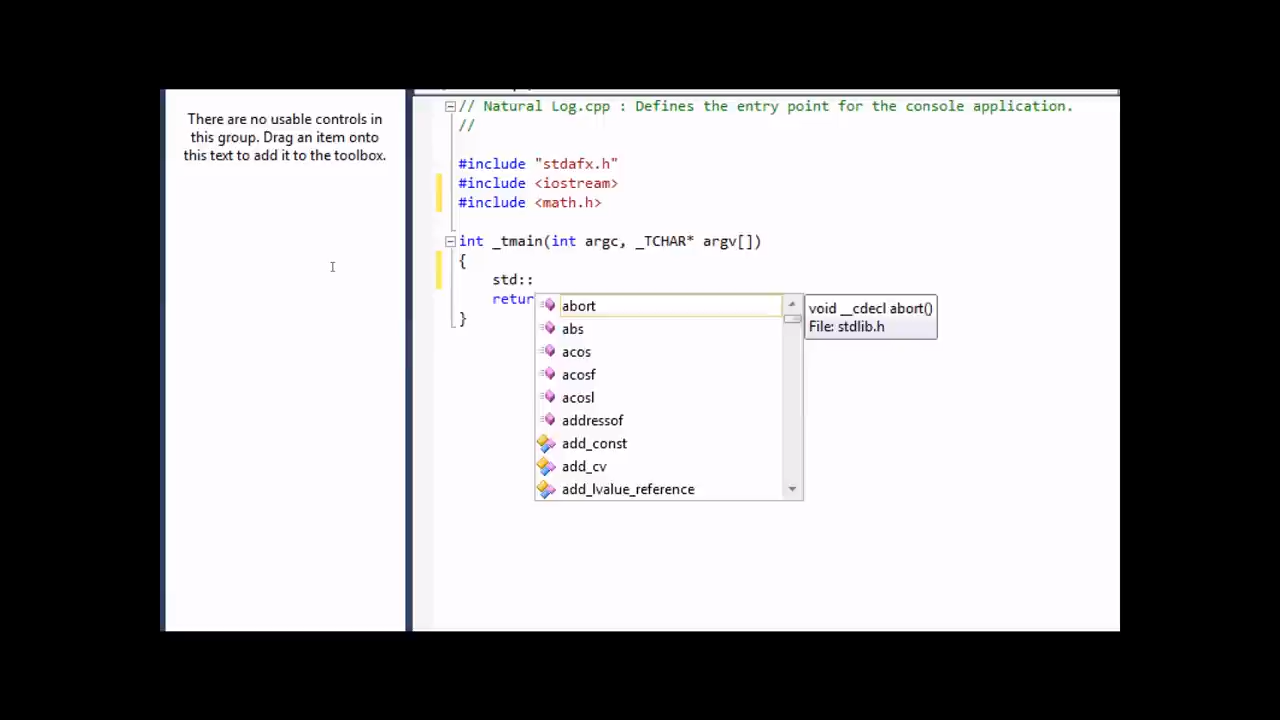 There are no usable controls in
this group. Drag an item onto
this text to add it to the toolbox.
// Natural Log.cpp : Defines the entry point for the console application.
//
#include "stdafx.h"
#include <iostream>
#include <math.h>
int _tmain(int argc, _TCHAR* argv[])
{
std::
retur
}
abort
abs
acos
acosf
acosl
addressof
add_const
add_cv
add_lvalue_reference
void __cdecl abort()
File: stdlib.h